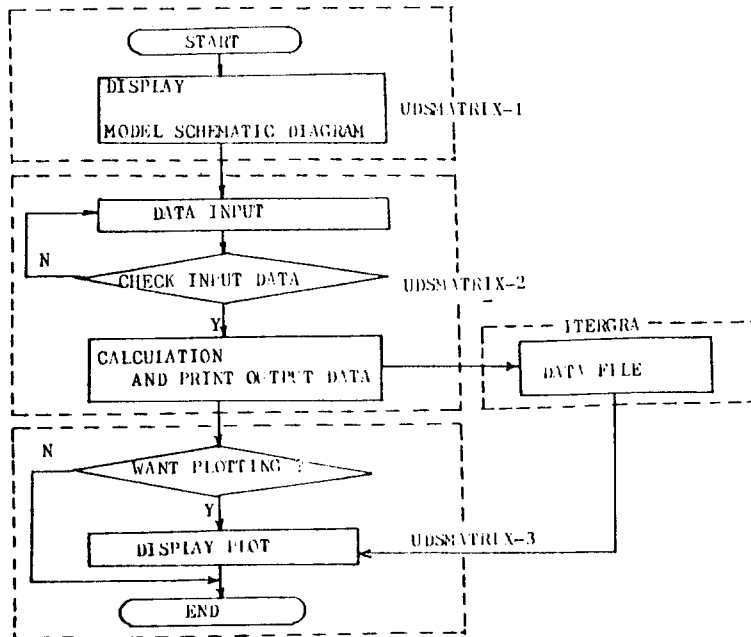 START
DISPLAY
MODEL SCHEMATIC DIAGRAM
UDSMATRIX-1
DATA INPUT
N
CHECK INPUT DATA
UDSMATRIX-2
Y
ITERGRA
CALCULATION
AND PRINT OUTPUT DATA
DATA FILE
N
WANT PLOTTING ?
Y
UDSMATRIX-3
DISPLAY PLOT
END